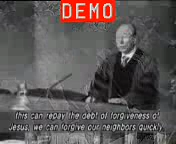 DEMO
this can repay the debt of forgiveness of
Jesus, we can forgive our neighbors quickly.